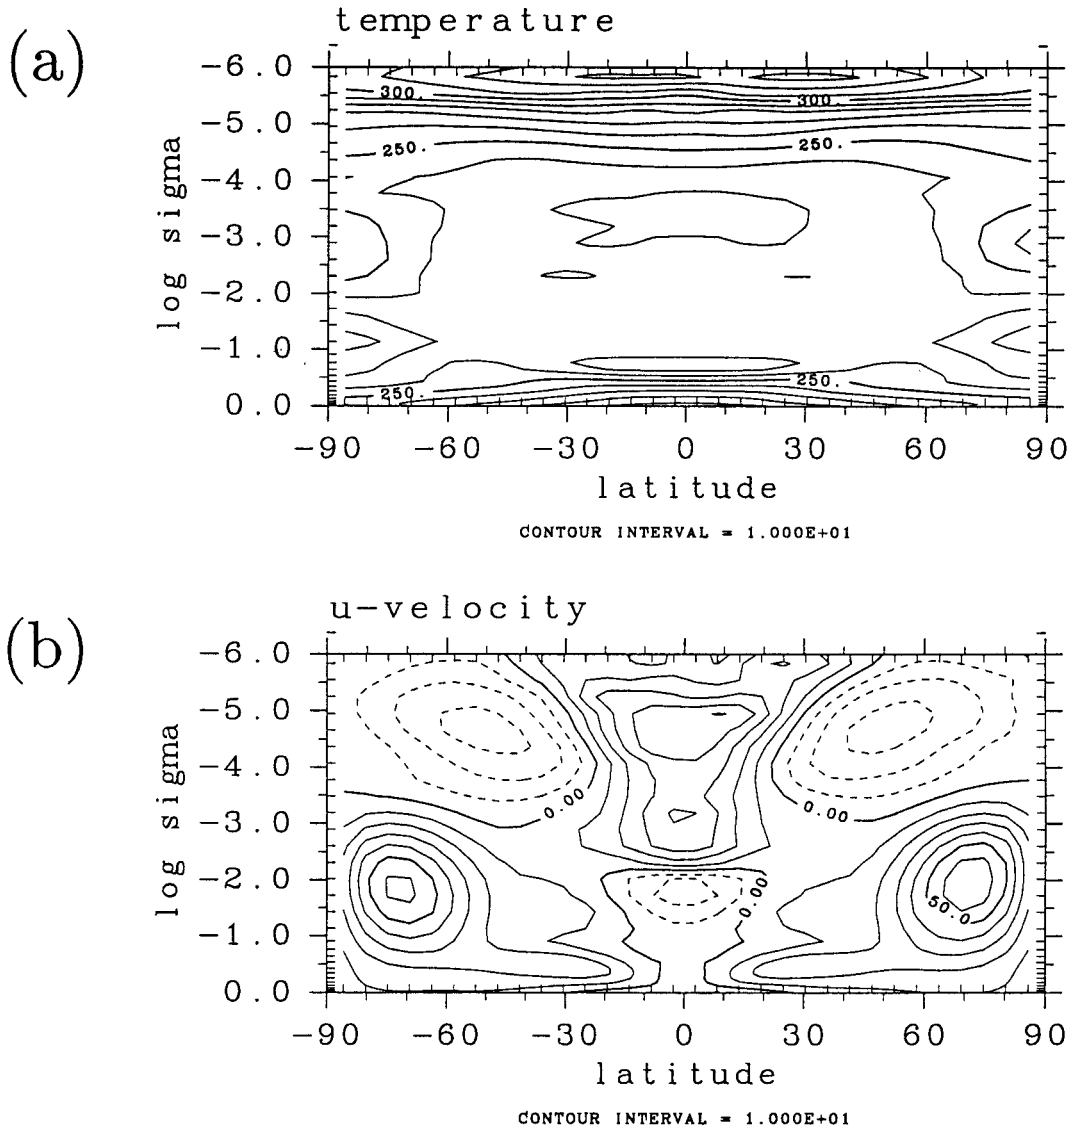 (a)
temperature
−6.0
−5.0
−4.0
−3.0
−2.0
−1.0
0.0
log sigma
300.
300.
250.
250.
250.
250.
−90 −60 −30 0 30 60 90
latitude
CONTOUR INTERVAL = 1.000E+01
(b)
u−velocity
−6.0
−5.0
−4.0
−3.0
−2.0
−1.0
0.0
log sigma
0.00
0.00
0.00
50.0
−90 −60 −30 0 30 60 90
latitude
CONTOUR INTERVAL = 1.000E+01